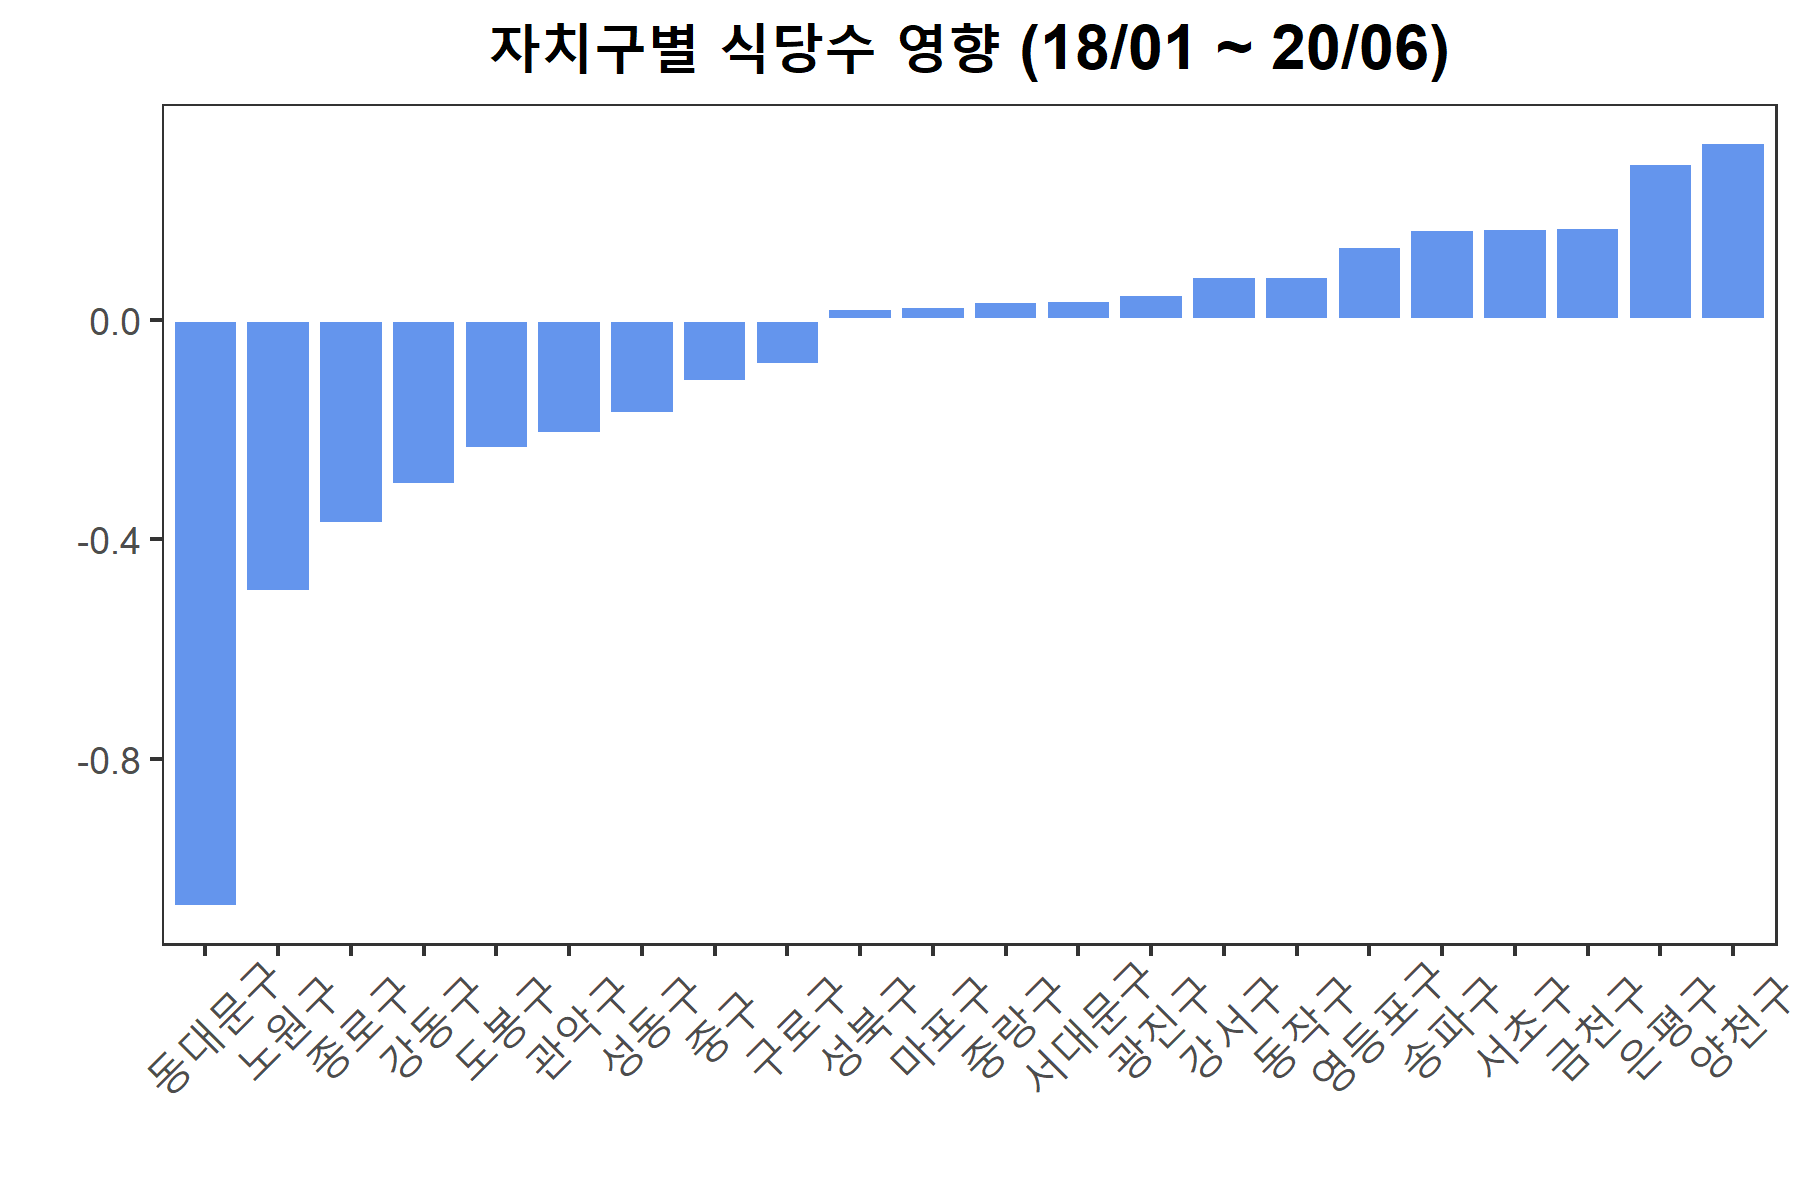 자치구별 식당수 영향 (18/01 ~ 20/06)
0.0
-0.4
-0.8
동대문구
노원구
종로구
강동구
도봉구
관악구
성동구
중구
구로구
성북구
마포구
중랑구
서대문구
광진구
강서구
동작구
영등포구
송파구
서초구
금천구
은평구
양천구